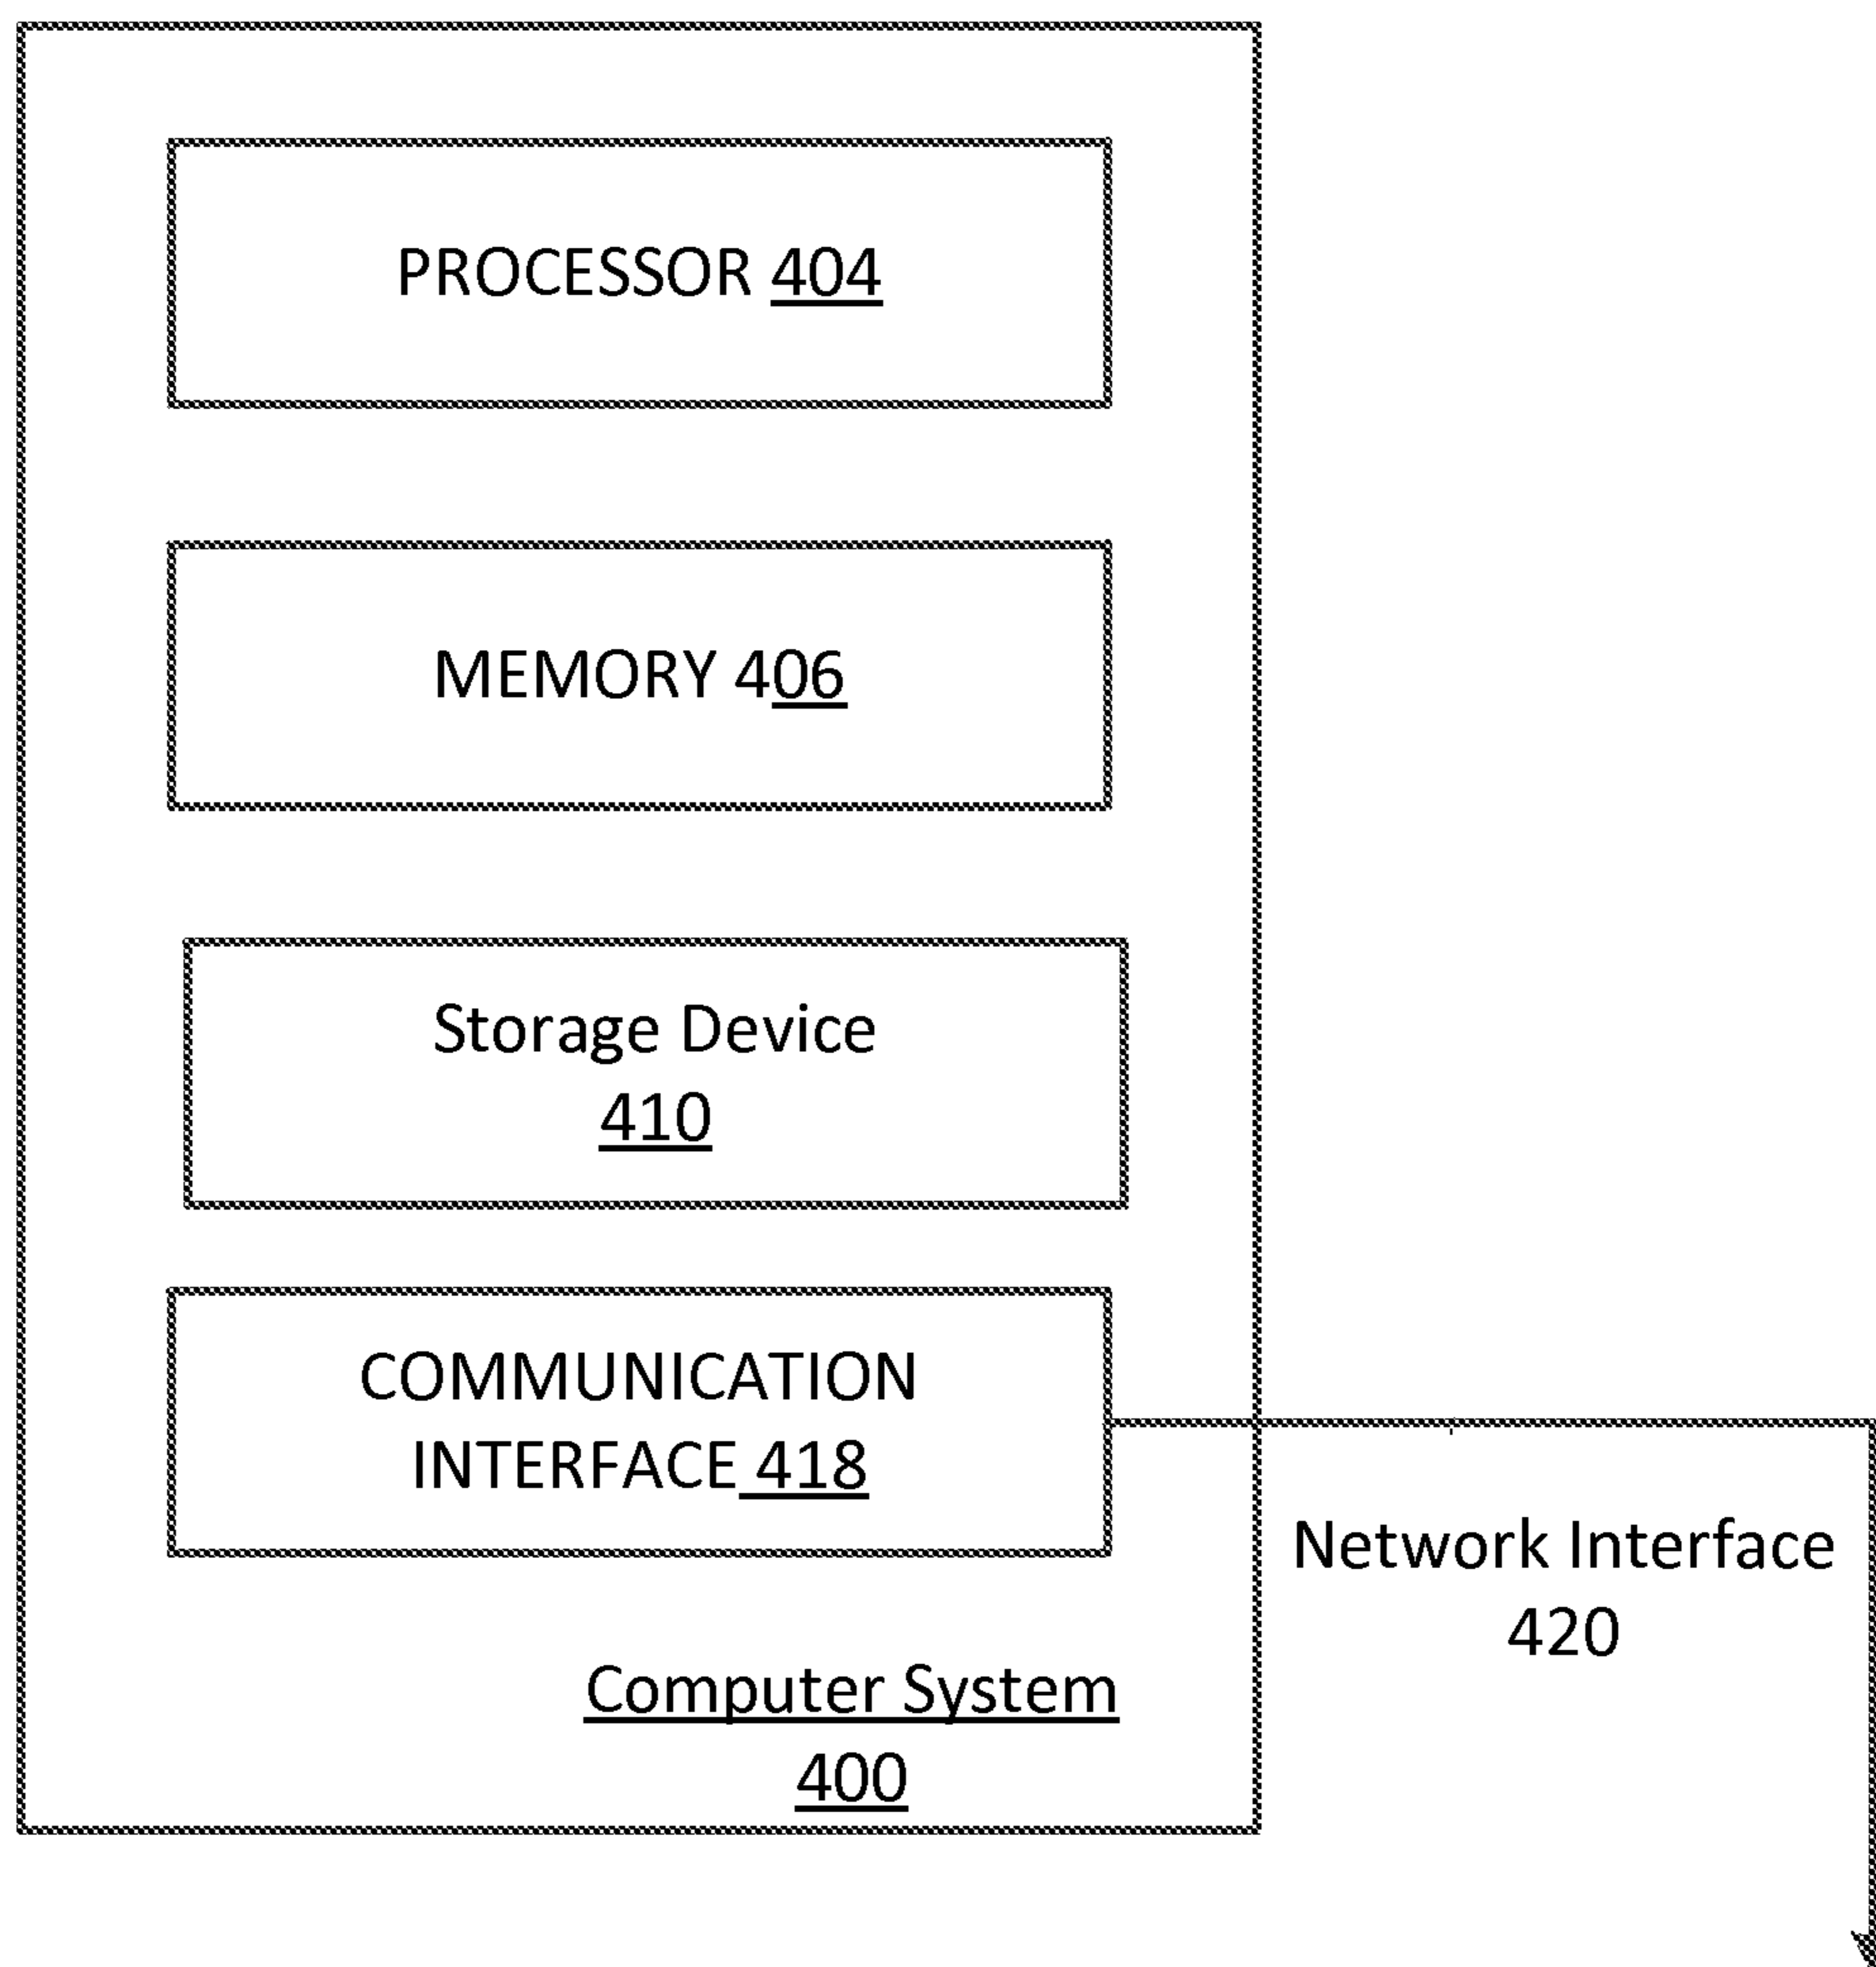 PROCESSOR 404
MEMORY 406
Storage Device
410
COMMUNICATION
INTERFACE 418
Network Interface
420
Computer System
400